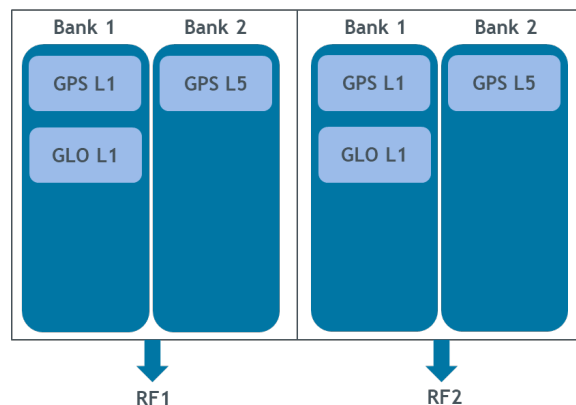 Bank 1 Bank 2 Bank 1 Bank 2
GPS L1 GPS L5 GPS L1 GPS L5
GLO L1 GLO L1
RF1 RF2